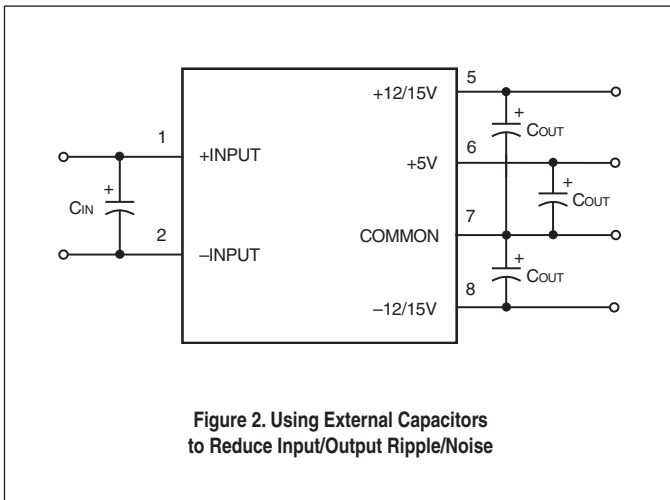 5
+12/15V
+
COUT
1
6
+INPUT
+5V
+
+
CIN
COUT
2
7
–INPUT
COMMON
+
COUT
8
–12/15V
Figure 2. Using External Capacitors
to Reduce Input/Output Ripple/Noise